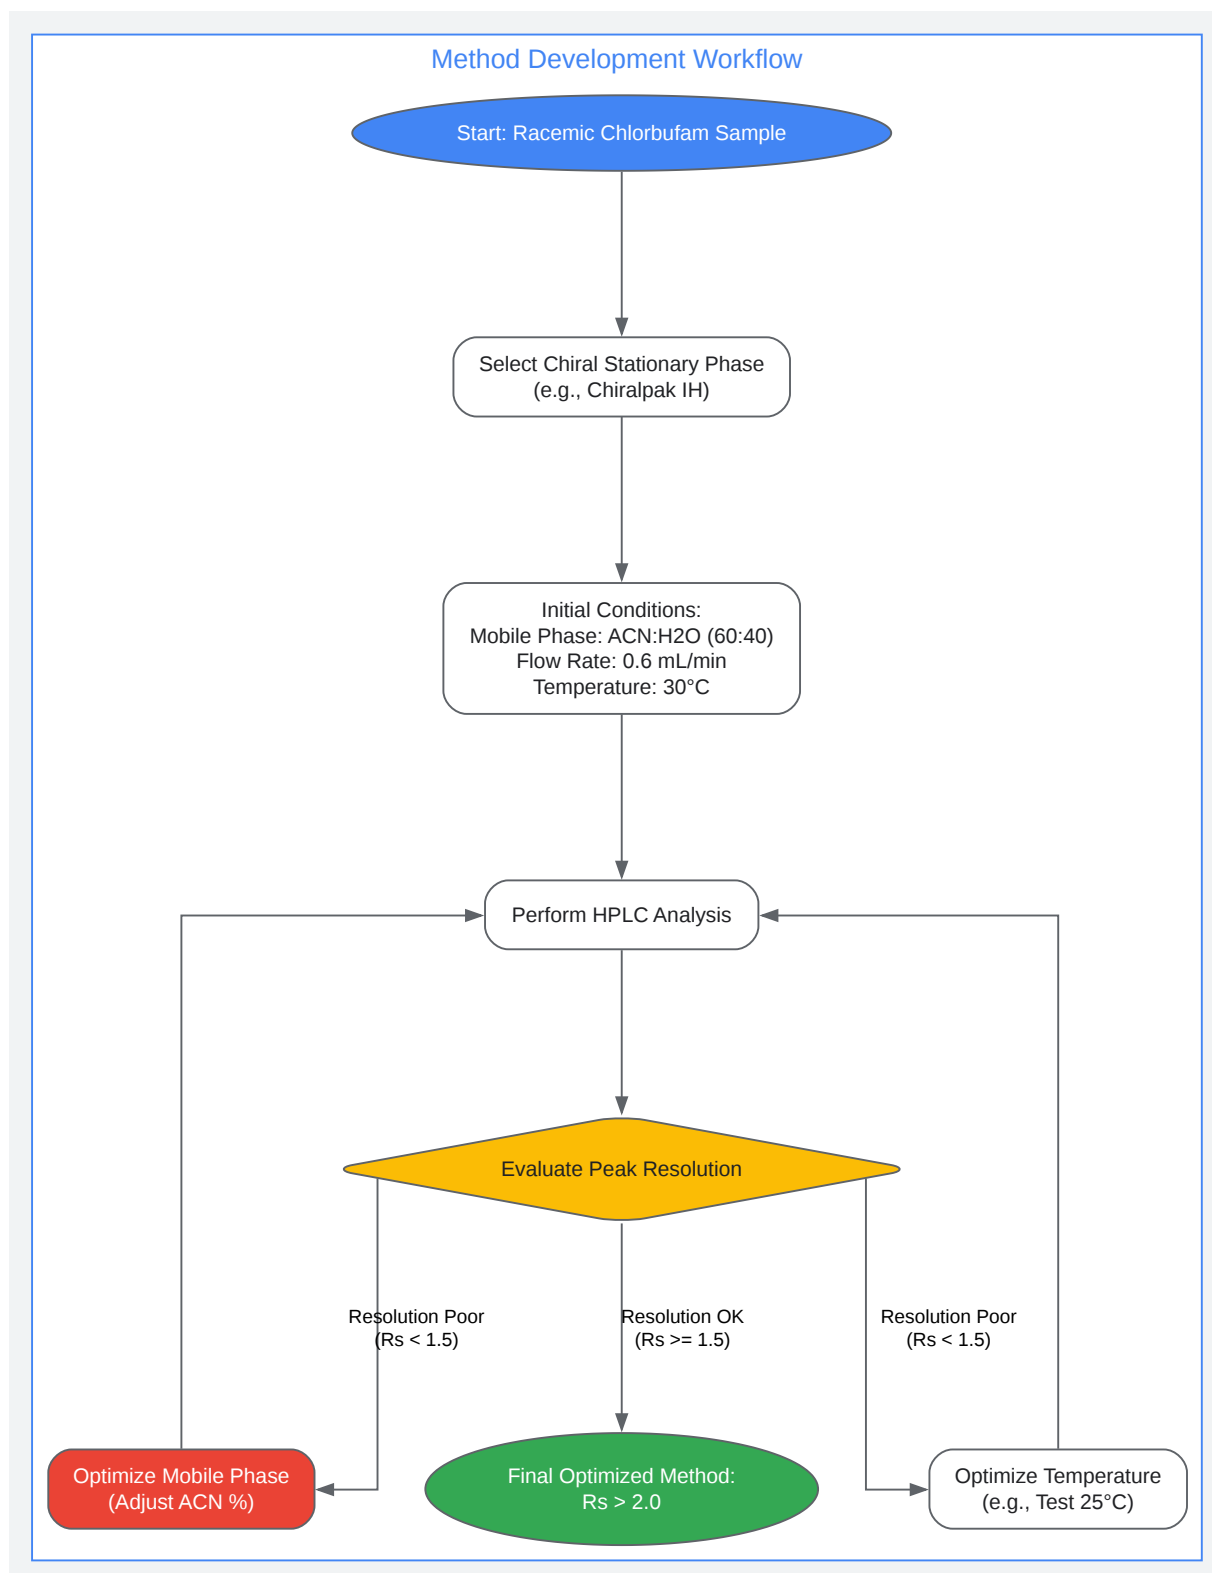 Method Development Workflow
Start: Racemic Chlorbufam Sample
Select Chiral Stationary Phase
(e.g., Chiralpak IH)
Initial Conditions:
Mobile Phase: ACN:H2O (60:40)
Flow Rate: 0.6 mL/min
Temperature: 30°C
Perform HPLC Analysis
Evaluate Peak Resolution
Resolution Poor
(Rs < 1.5)
Resolution OK
(Rs >= 1.5)
Resolution Poor
(Rs < 1.5)
Optimize Mobile Phase
(Adjust ACN %)
Final Optimized Method:
Rs > 2.0
Optimize Temperature
(e.g., Test 25°C)